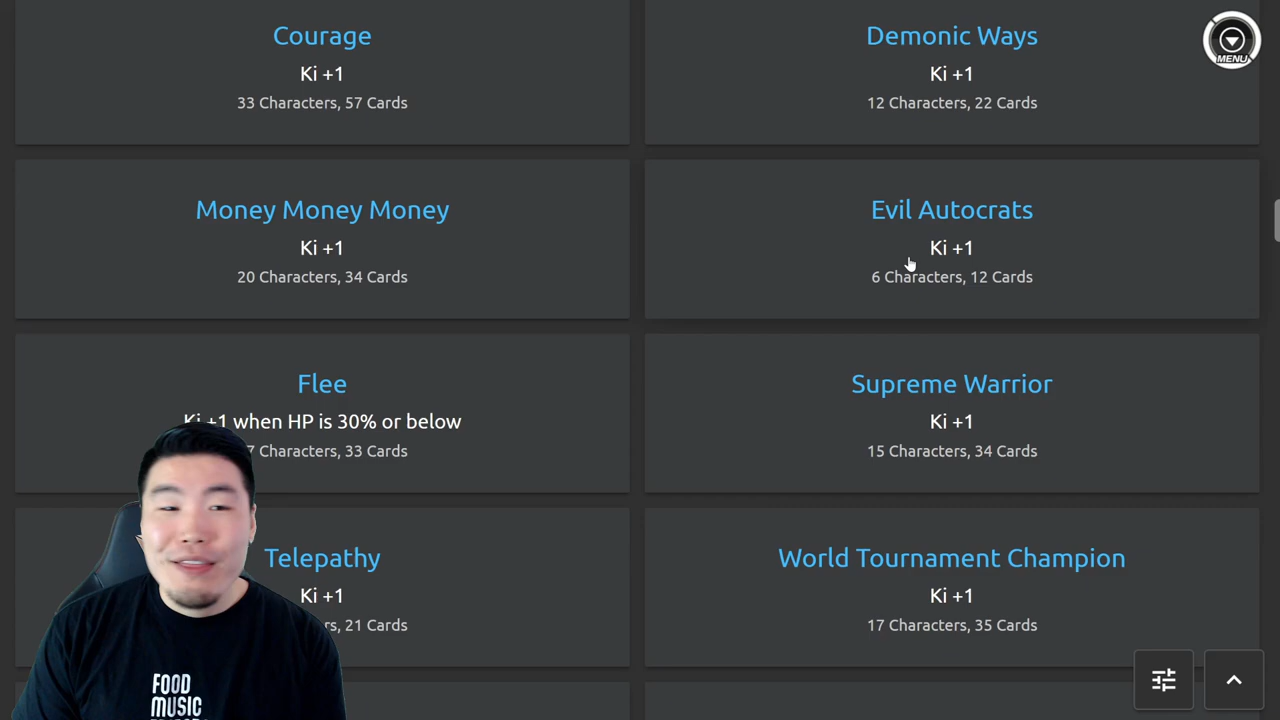 Courage
Ki +1
33 Characters, 57 Cards
Demonic Ways
Ki +1
12 Characters, 22 Cards
MENU
Money Money Money
Ki +1
20 Characters, 34 Cards
Evil Autocrats
Ki +1
6 Characters, 12 Cards
Flee
Ki +1 when HP is 30% or below
7 Characters, 33 Cards
Supreme Warrior
Ki +1
15 Characters, 34 Cards
Telepathy
Ki +1
21 Cards
World Tournament Champion
Ki +1
17 Characters, 35 Cards
FOOD
MUSIC